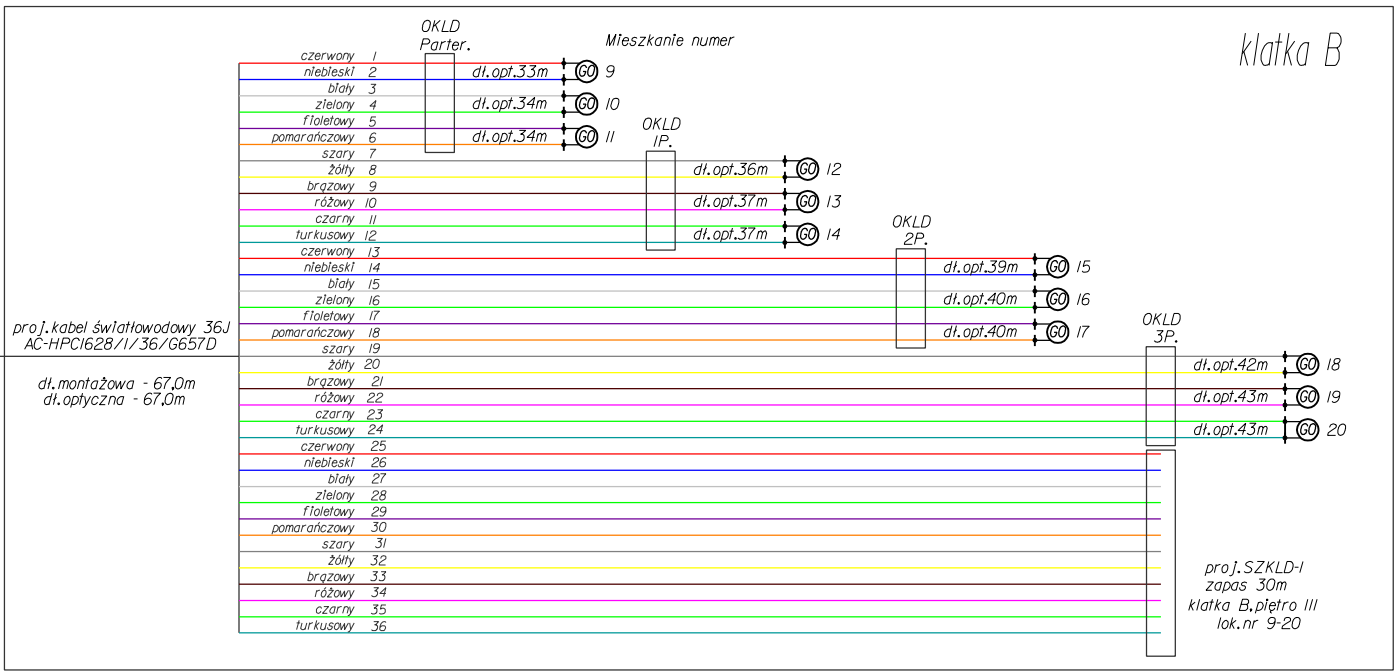 klatka B
OKLD
Parter.
Mieszkanie numer
czerwony 1
niebieski 2
dł.opt.33m GO 9
biały 3
zielony 4
dł.opt.34m GO 10
fioletowy 5
pomarańczowy 6
dł.opt.34m GO 11
OKLD
1P.
szary 7
żółty 8
dł.opt.36m GO 12
brązowy 9
różowy 10
dł.opt.37m GO 13
czarny 11
turkusowy 12
dł.opt.37m GO 14
OKLD
2P.
czerwony 13
niebieski 14
dł.opt.39m GO 15
biały 15
zielony 16
dł.opt.40m GO 16
fioletowy 17
pomarańczowy 18
dł.opt.40m GO 17
OKLD
3P.
proj.kabel światłowodowy 36J
AC-HPC1628/1/36/G657D
dł.montażowa - 67,0m
dł.optyczna - 67,0m
szary 19
żółty 20
dł.opt.42m GO 18
brązowy 21
różowy 22
dł.opt.43m GO 19
czarny 23
turkusowy 24
dł.opt.43m GO 20
czerwony 25
niebieski 26
biały 27
zielony 28
fioletowy 29
pomarańczowy 30
szary 31
żółty 32
brązowy 33
różowy 34
czarny 35
turkusowy 36
proj.SZKLD-1
zapas 30m
klatka B,piętro III
lok.nr 9-20